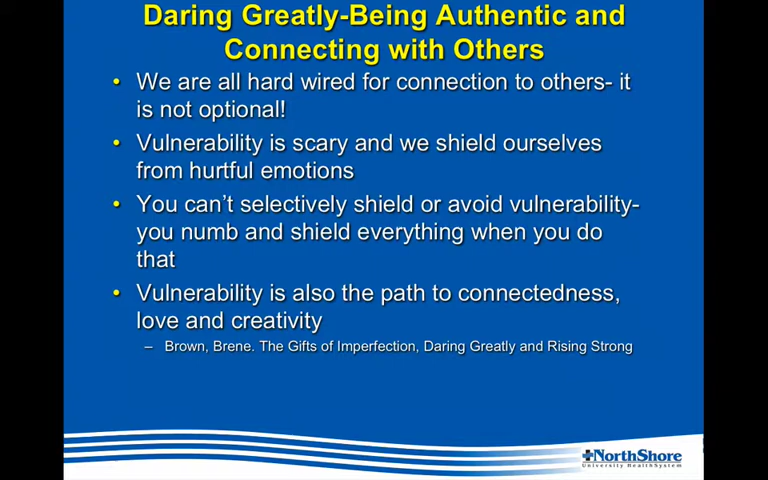 Daring Greatly-Being Authentic and
Connecting with Others
• We are all hard wired for connection to others- it
is not optional!
• Vulnerability is scary and we shield ourselves
from hurtful emotions
• You can't selectively shield or avoid vulnerability-
you numb and shield everything when you do
that
• Vulnerability is also the path to connectedness,
love and creativity
– Brown, Brene. The Gifts of Imperfection, Daring Greatly and Rising Strong
NorthShore
University HealthSystem